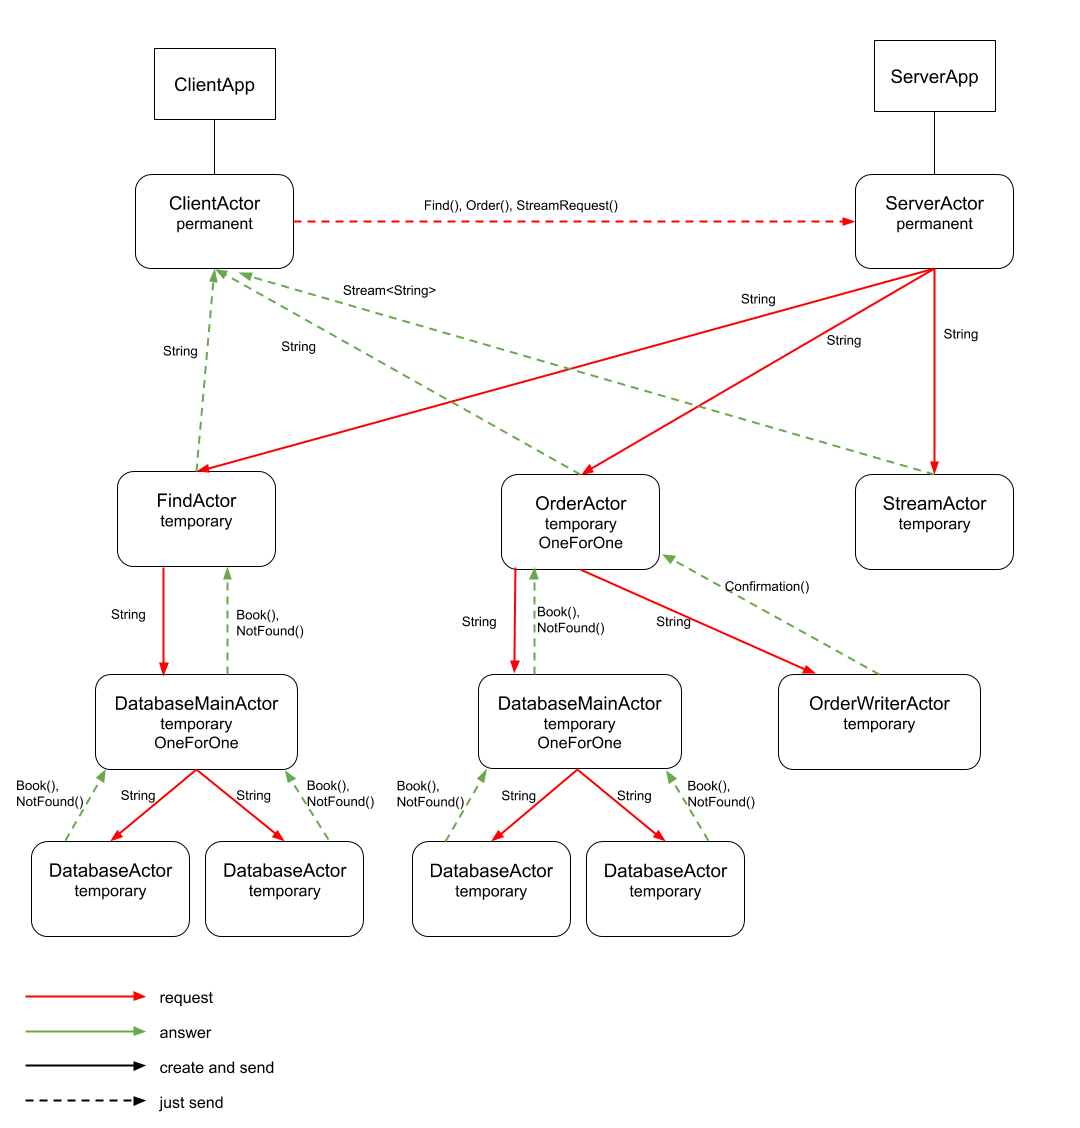 ClientApp
ServerApp
ClientActor
permanent
Find(), Order(), StreamRequest()
ServerActor
permanent
Stream<String>
String
String
String
String
String
FindActor
temporary
OrderActor
temporary
OneForOne
StreamActor
temporary
String
Book(),
NotFound()
String
Book(),
NotFound()
String
Confirmation()
DatabaseMainActor
temporary
OneForOne
DatabaseMainActor
temporary
OneForOne
OrderWriterActor
temporary
Book(),
NotFound()
String
String
Book(),
NotFound()
Book(),
NotFound()
String
String
Book(),
NotFound()
DatabaseActor
temporary
DatabaseActor
temporary
DatabaseActor
temporary
DatabaseActor
temporary
request
answer
create and send
just send